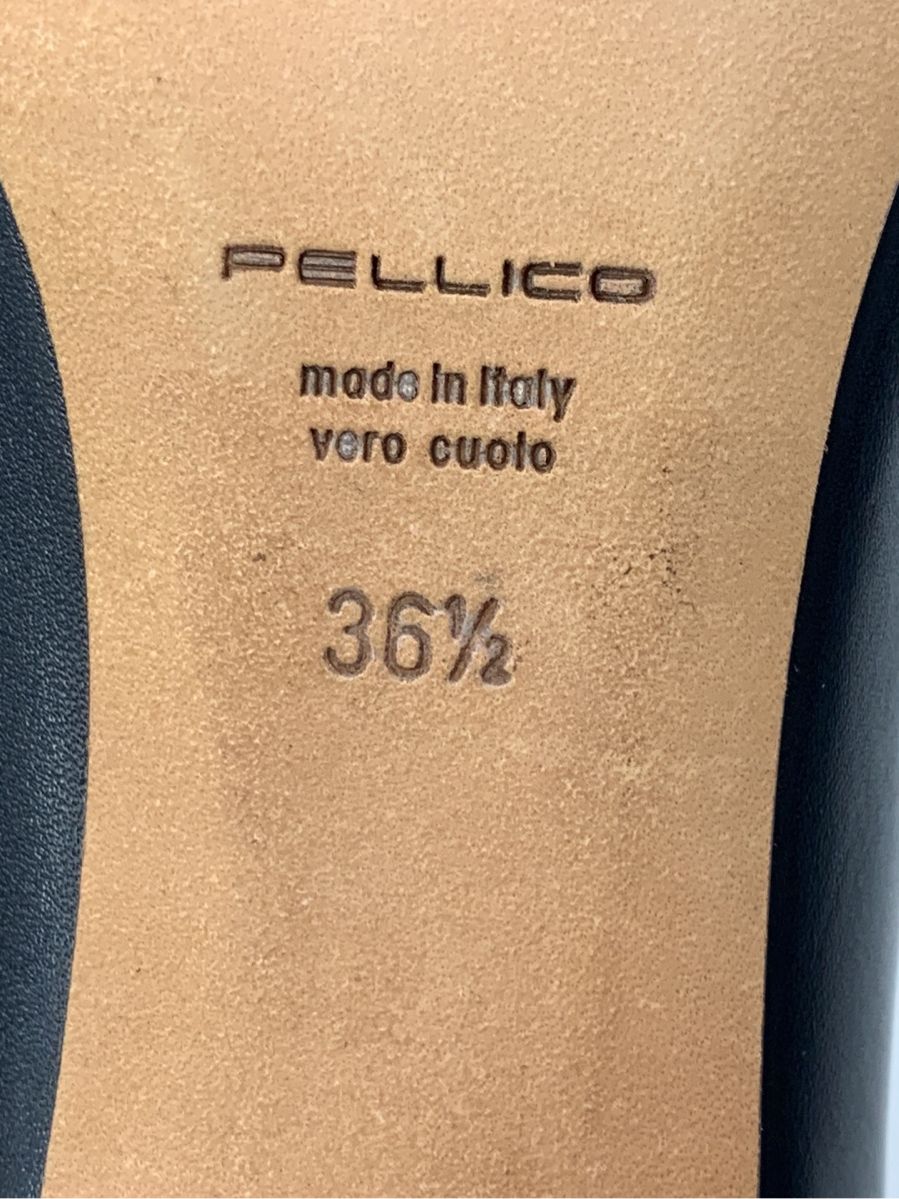 PELLICO
made in Italy
vero cuoio
36½